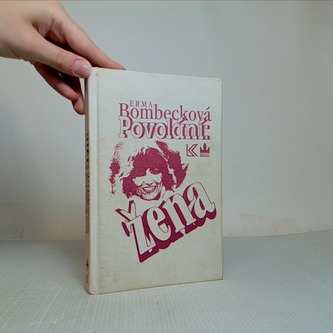 ERMA
Bombecková
Povolání:
žena